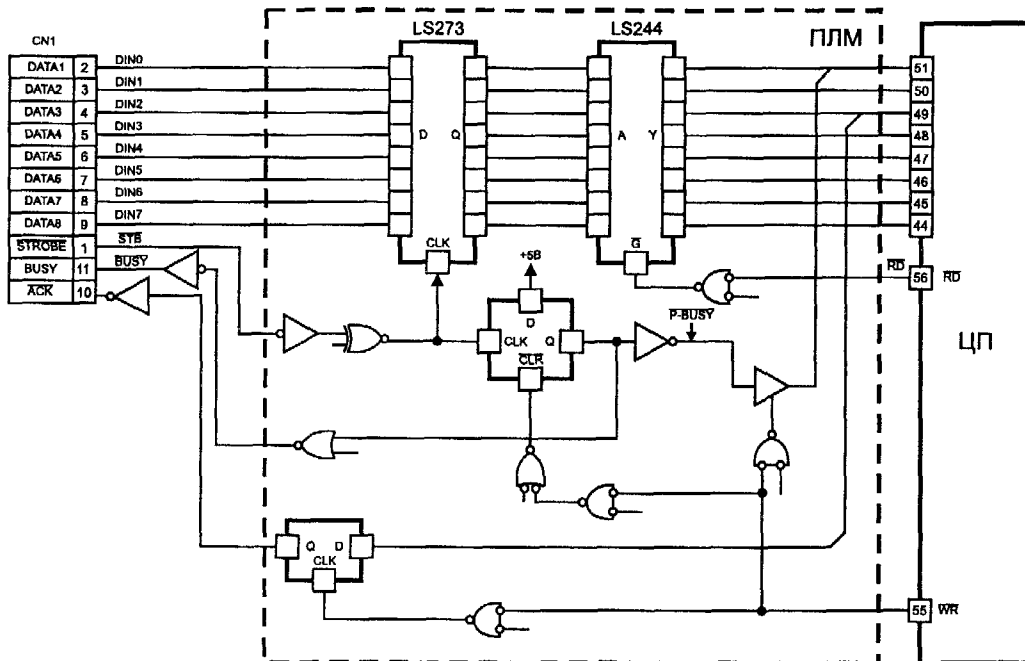 LS273
LS244
ПЛМ
CN1
DATA1 2 DIN0 51
DATA2 3 DIN1 50
DATA3 4 DIN2 49
DATA4 5 DIN3 D Q A Y 48
DATA5 6 DIN4 47
DATA6 7 DIN5 46
DATA7 8 DIN6 45
DATA8 9 DIN7 44
STROBE 1 STB CLK G
BUSY 11 BUSY +5В RD 56 RD
ACK 10
D
P-BUSY
CLK Q
ЦП
CLR
Q D
CLK
55 WR